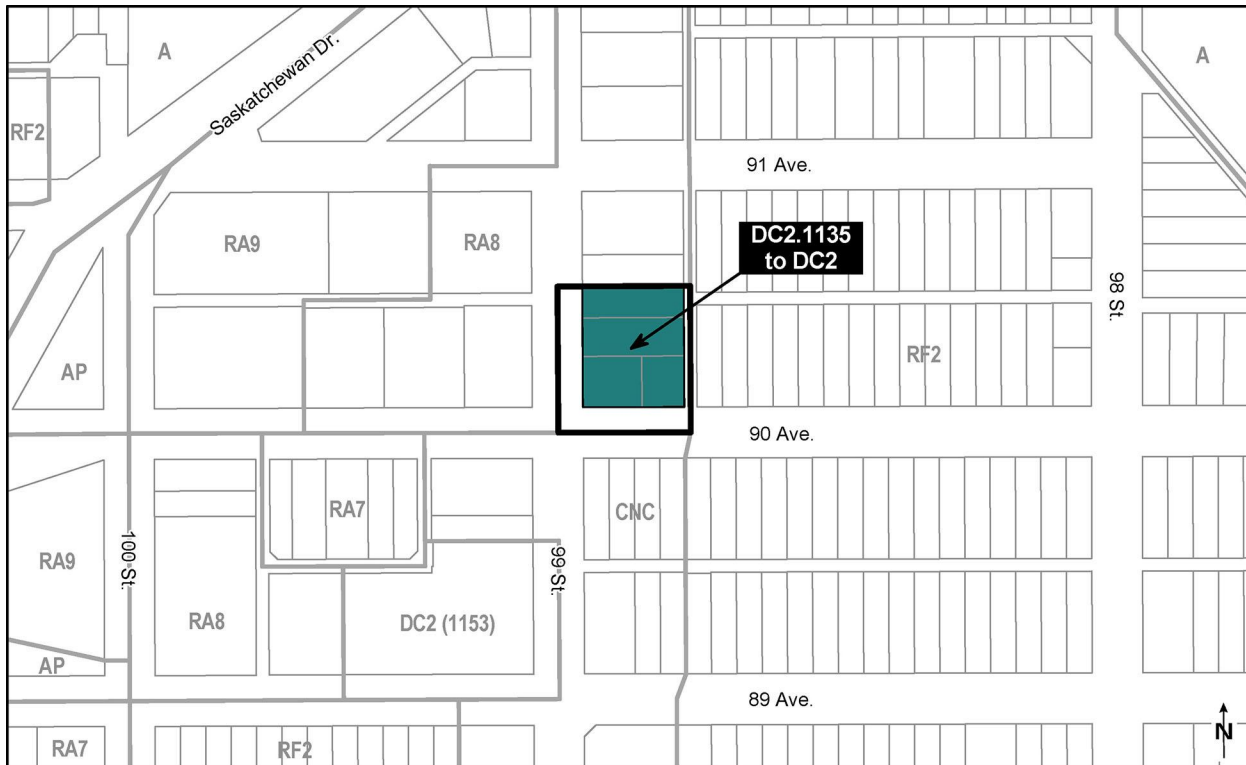 A
Saskatchewan Dr.
A
RF2
91 Ave.
DC2.1135
to DC2
RA9
RA8
98 St.
AP
RF2
90 Ave.
RA7
CNC
100 St.
99 St.
RA9
RA8
DC2 (1153)
AP
89 Ave.
N
RA7
RF2